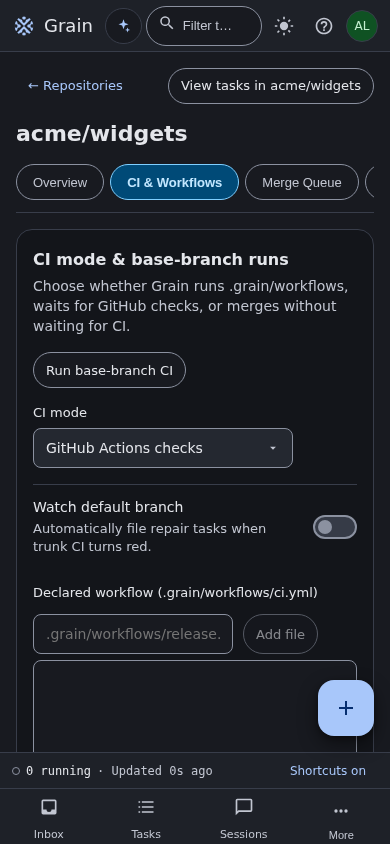 Grain
Filter t…
AL
← Repositories
View tasks in acme/widgets
acme/widgets
Overview
CI & Workflows
Merge Queue
CI mode & base-branch runs
Choose whether Grain runs .grain/workflows,
waits for GitHub checks, or merges without
waiting for CI.
Run base-branch CI
CI mode
GitHub Actions checks
Watch default branch
Automatically file repair tasks when
trunk CI turns red.
Declared workflow (.grain/workflows/ci.yml)
.grain/workflows/release.
Add file
0 running · Updated 0s ago
Shortcuts on
Inbox
Tasks
Sessions
More